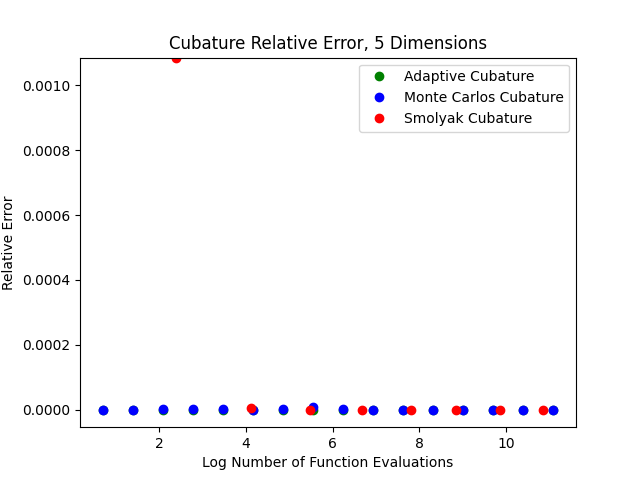 Cubature Relative Error, 5 Dimensions
Adaptive Cubature
Monte Carlos Cubature
Smolyak Cubature
0.0010
0.0008
0.0006
0.0004
0.0002
0.0000
Relative Error
2 4 6 8 10
Log Number of Function Evaluations